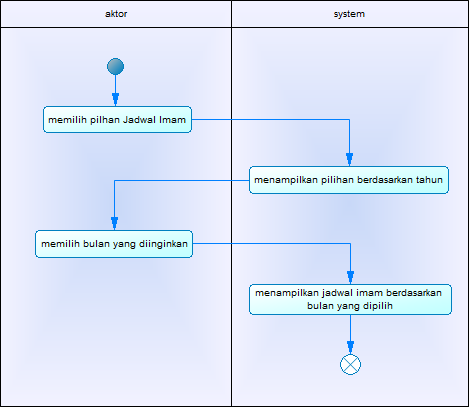 aktor
system
memilih pilhan Jadwal Imam
menampilkan pilihan berdasarkan tahun
memilih bulan yang diinginkan
menampilkan jadwal imam berdasarkan
bulan yang dipilih